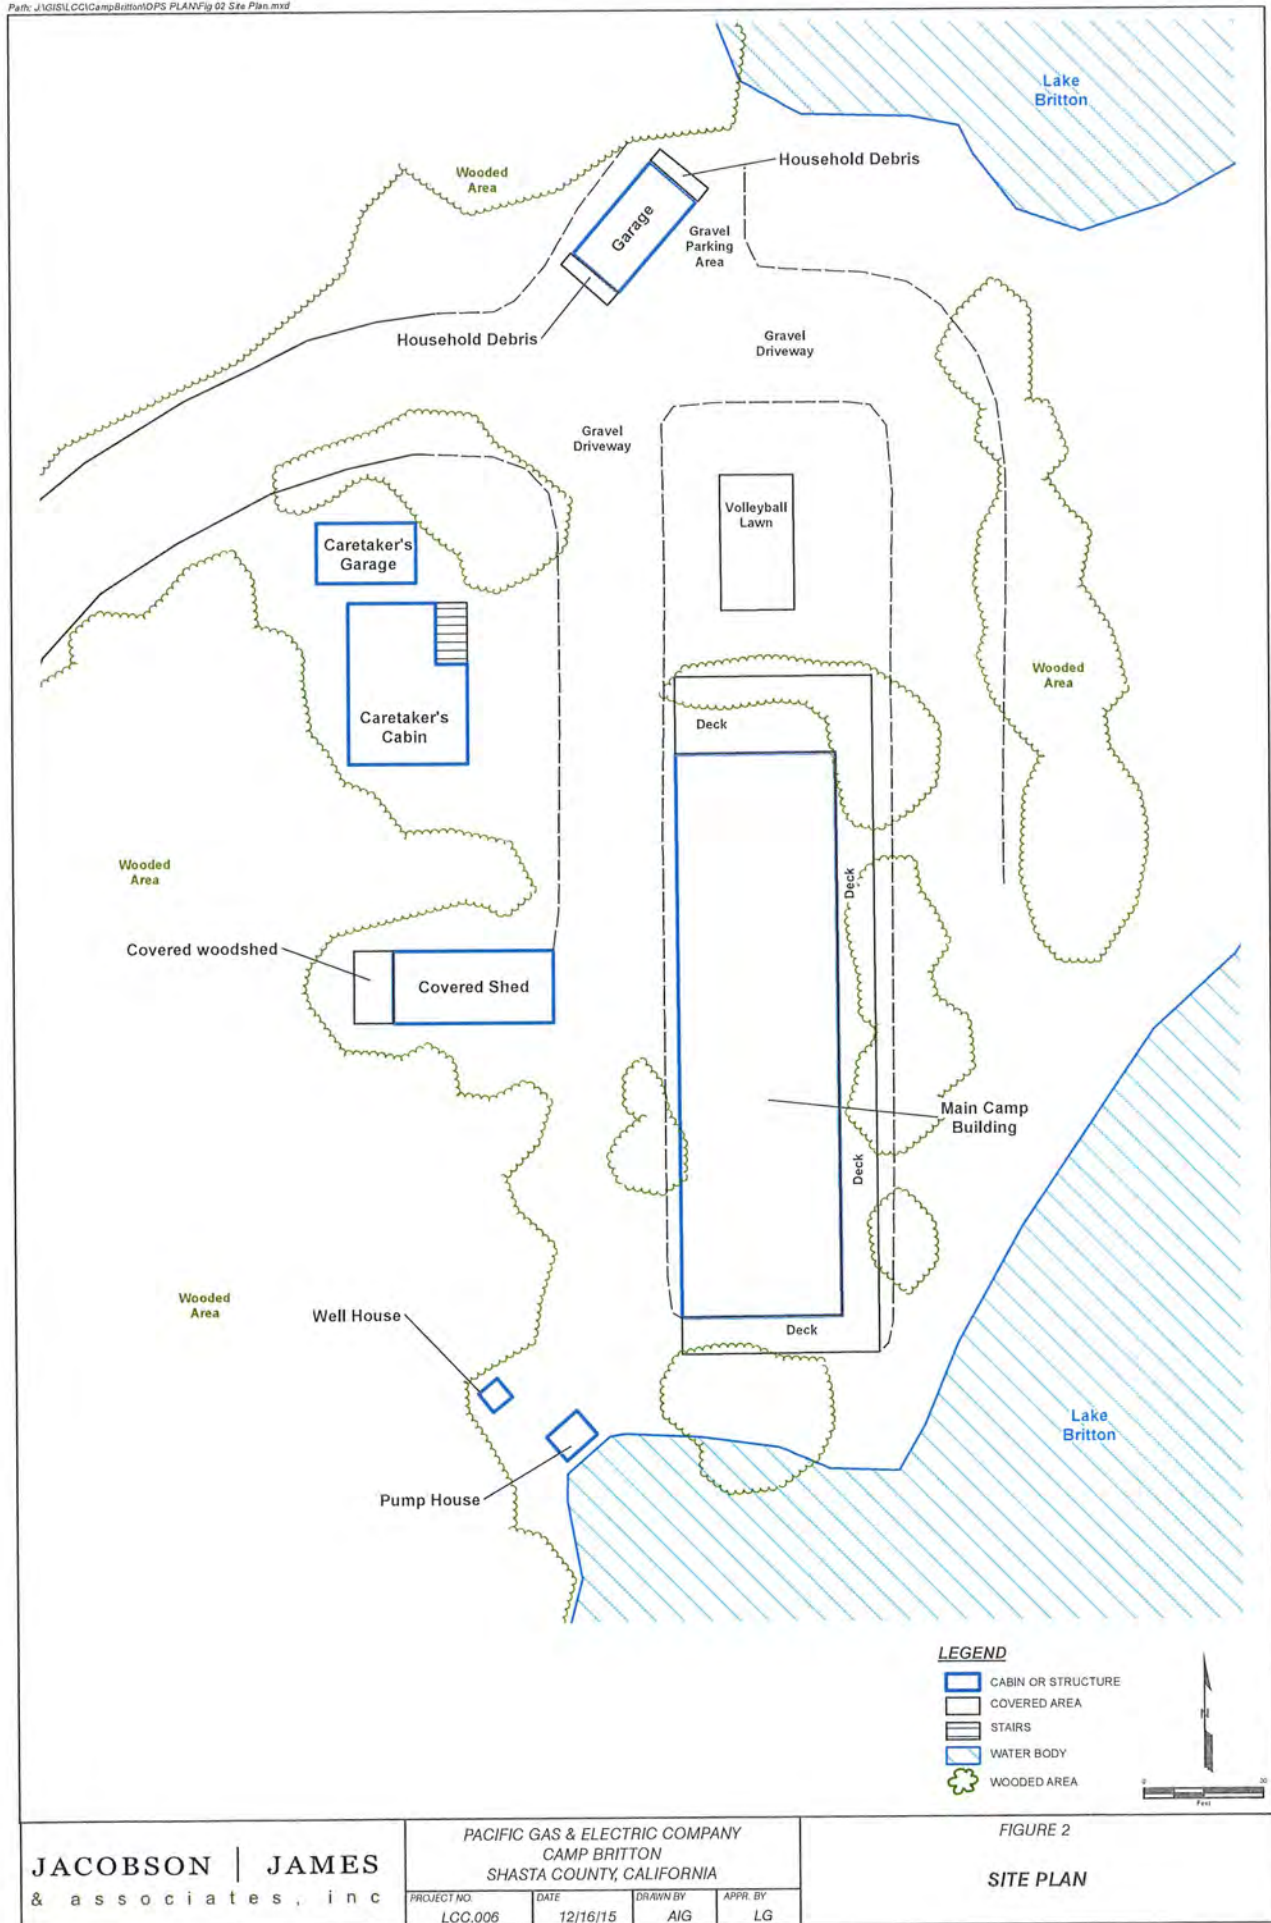 Path: J:\GIS\LCC\CampBritton\OPS PLAN\Fig 02 Site Plan.mxd
Lake
Britton
Household Debris
Wooded
Area
Garage
Gravel
Parking
Area
Household Debris
Gravel
Driveway
Gravel
Driveway
Volleyball
Lawn
Caretaker's
Garage
Wooded
Area
Caretaker's
Cabin
Deck
Wooded
Area
Deck
Covered woodshed
Covered Shed
Main Camp
Building
Deck
Wooded
Area
Well House
Deck
Lake
Britton
Pump House
LEGEND
CABIN OR STRUCTURE
COVERED AREA
STAIRS
WATER BODY
WOODED AREA
N
0
Feet
JACOBSON | JAMES
& associates, inc
PACIFIC GAS & ELECTRIC COMPANY
CAMP BRITTON
SHASTA COUNTY, CALIFORNIA
PROJECT NO.
LCC.006
DATE
12/16/15
DRAWN BY
AIG
APPR. BY
LG
FIGURE 2
SITE PLAN